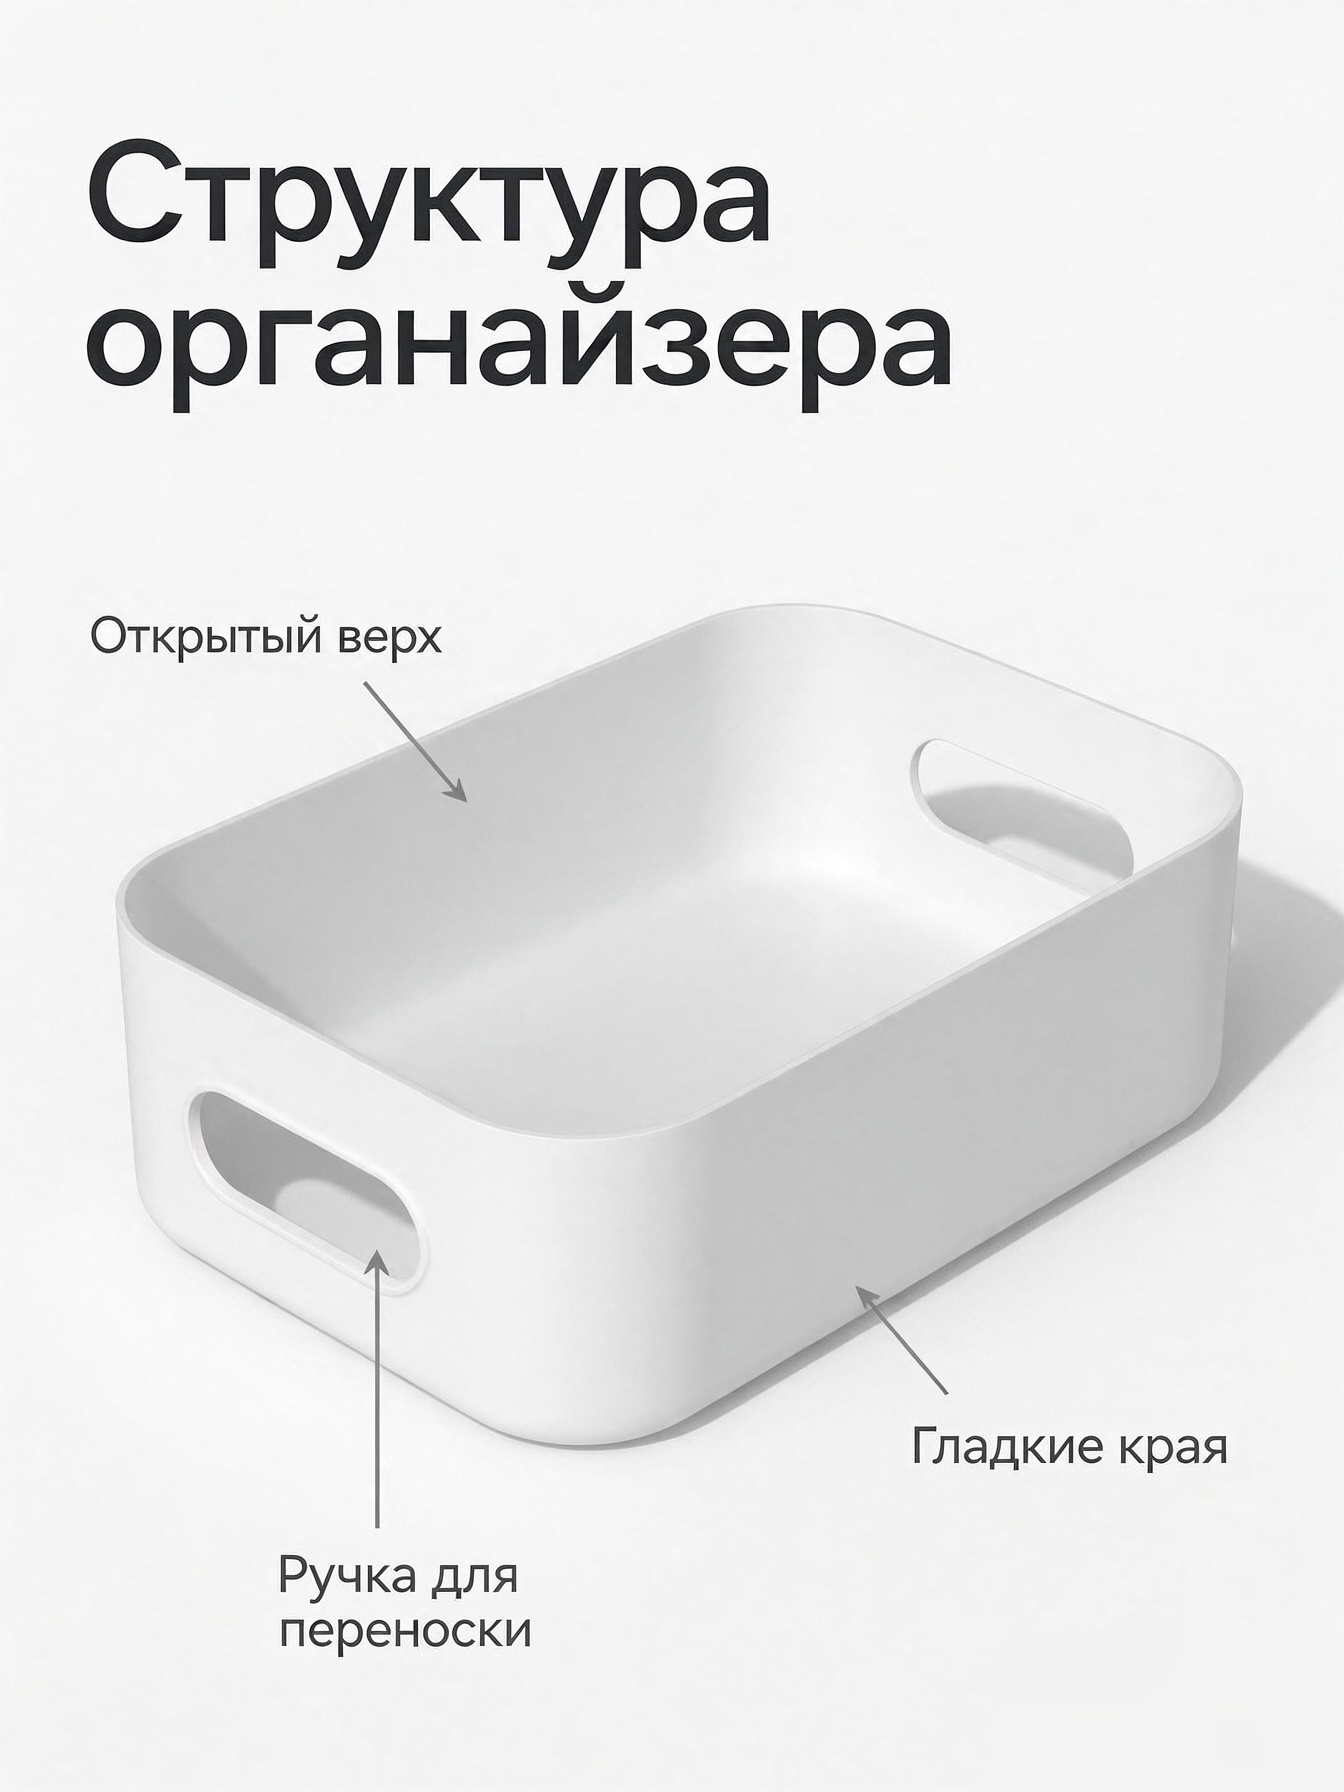 Структура
органайзера
Открытый верх
Гладкие края
Ручка для
переноски